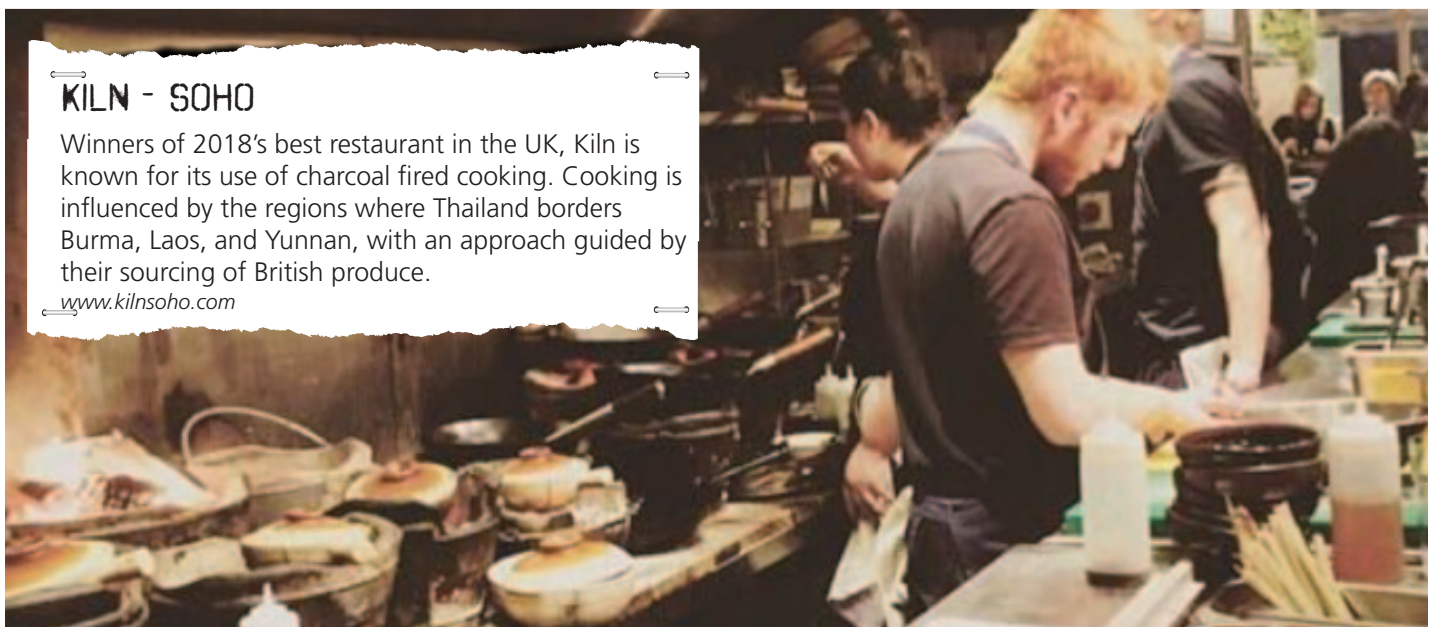 KILN - SOHO
Winners of 2018's best restaurant in the UK, Kiln is
known for its use of charcoal fired cooking. Cooking is
influenced by the regions where Thailand borders
Burma, Laos, and Yunnan, with an approach guided by
their sourcing of British produce.
www.kilnsoho.com